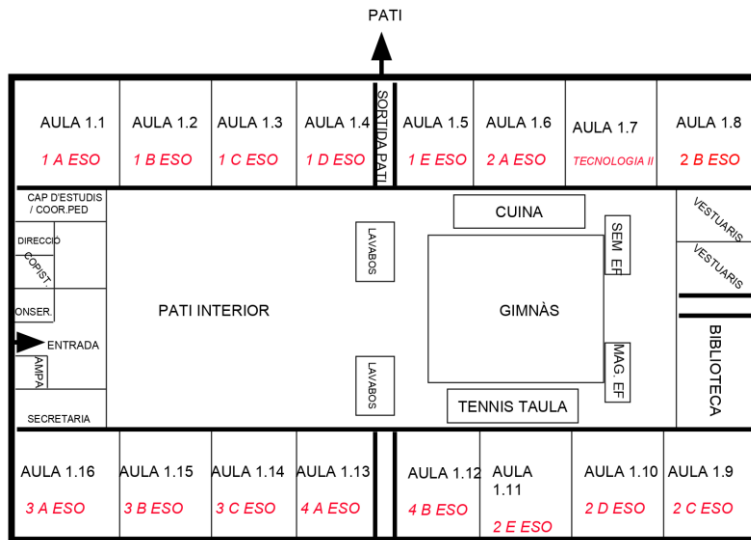 PATI
AULA 1.1
1 A ESO
AULA 1.2
1 B ESO
AULA 1.3
1 C ESO
AULA 1.4
1 D ESO
SORTIDA PATI
AULA 1.5
1 E ESO
AULA 1.6
2 A ESO
AULA 1.7
TECNOLOGIA II
AULA 1.8
2 B ESO
CAP D'ESTUDIS
/ COOR.PED
DIRECCIÓ
COPIST.
ONSER.
ENTRADA
AMPA
SECRETARIA
PATI INTERIOR
LAVABOS
LAVABOS
CUINA
SEM EF
GIMNÀS
MAG. EF
TENNIS TAULA
VESTUARIS
VESTUARIS
BIBLIOTECA
AULA 1.16
3 A ESO
AULA 1.15
3 B ESO
AULA 1.14
3 C ESO
AULA 1.13
4 A ESO
AULA 1.12
4 B ESO
AULA
1.11
2 E ESO
AULA 1.10
2 D ESO
AULA 1.9
2 C ESO